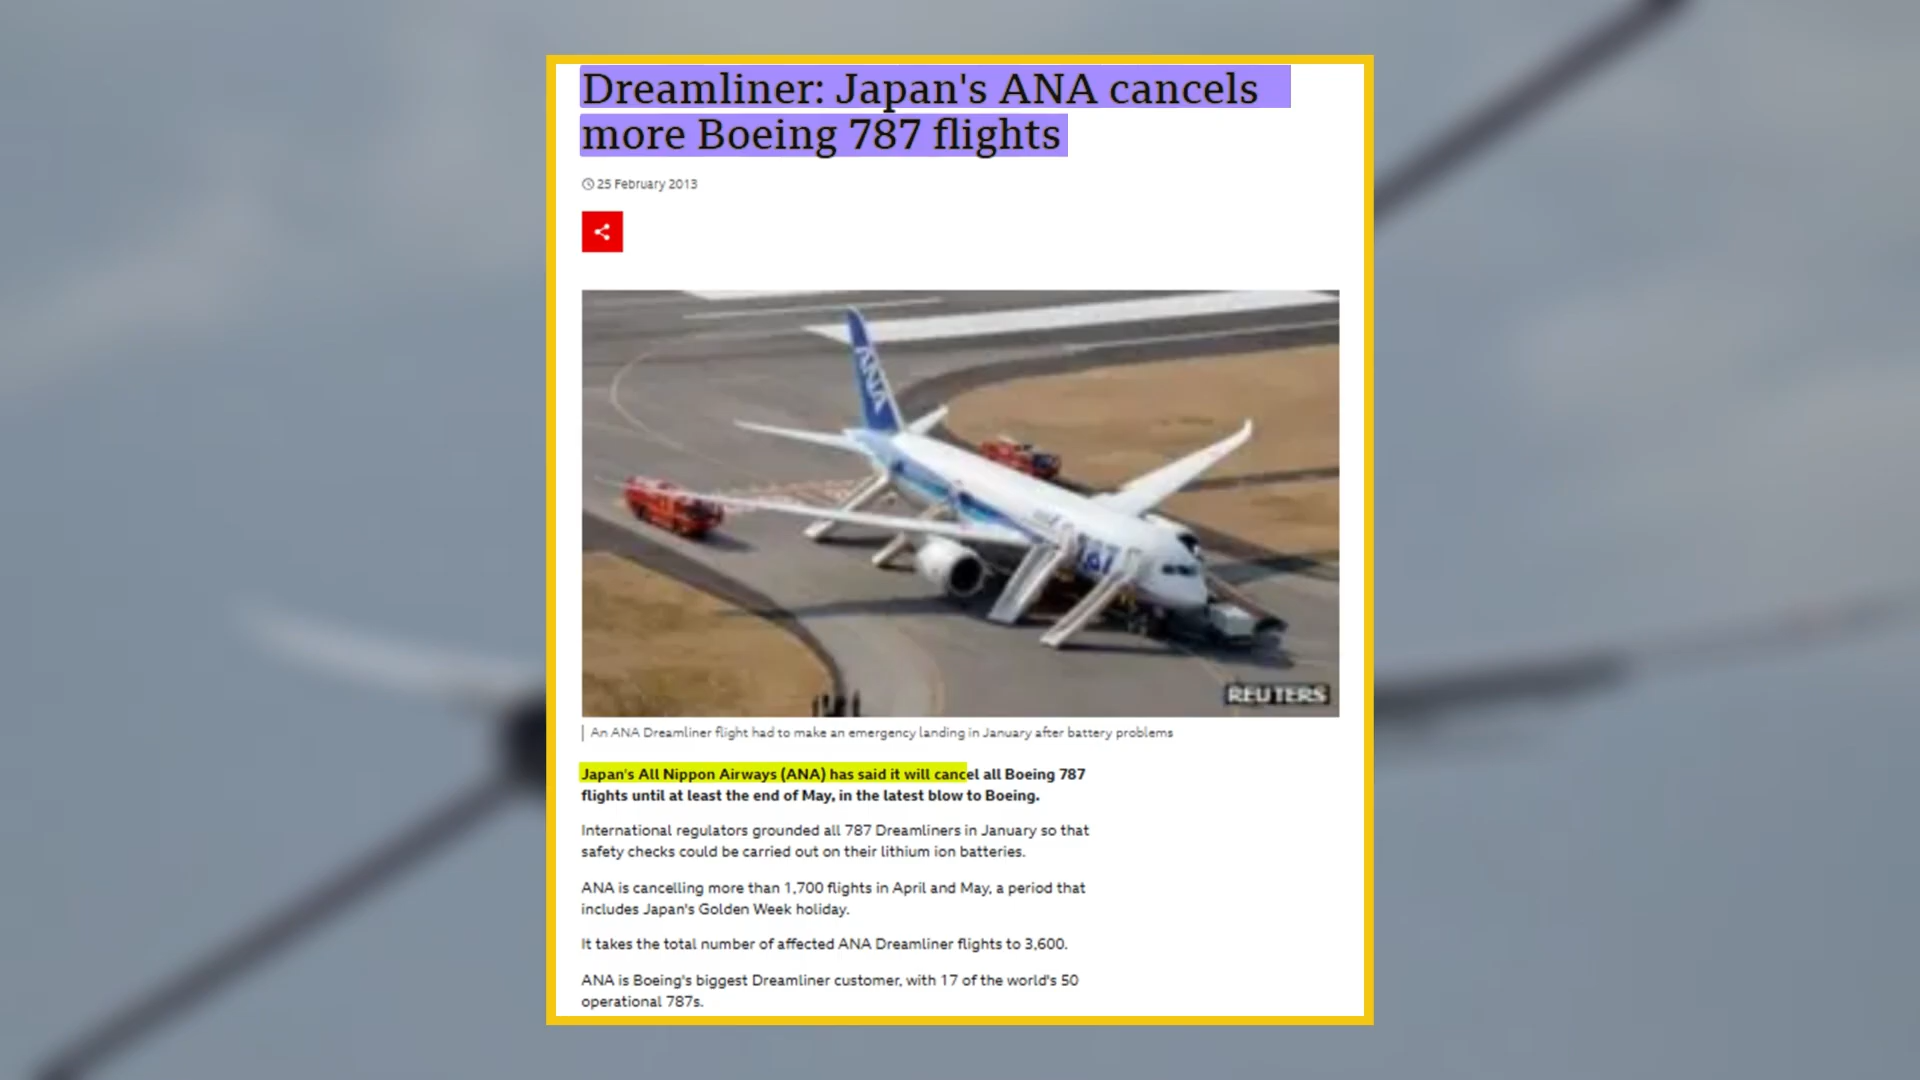 Dreamliner: Japan's ANA cancels
more Boeing 787 flights
25 February 2013
ANA
787
REUTERS
An ANA Dreamliner flight had to make an emergency landing in January after battery problems
Japan's All Nippon Airways (ANA) has said it will cancel all Boeing 787
flights until at least the end of May, in the latest blow to Boeing.
International regulators grounded all 787 Dreamliners in January so that
safety checks could be carried out on their lithium ion batteries.
ANA is cancelling more than 1,700 flights in April and May, a period that
includes Japan's Golden Week holiday.
It takes the total number of affected ANA Dreamliner flights to 3,600.
ANA is Boeing's biggest Dreamliner customer, with 17 of the world's 50
operational 787s.